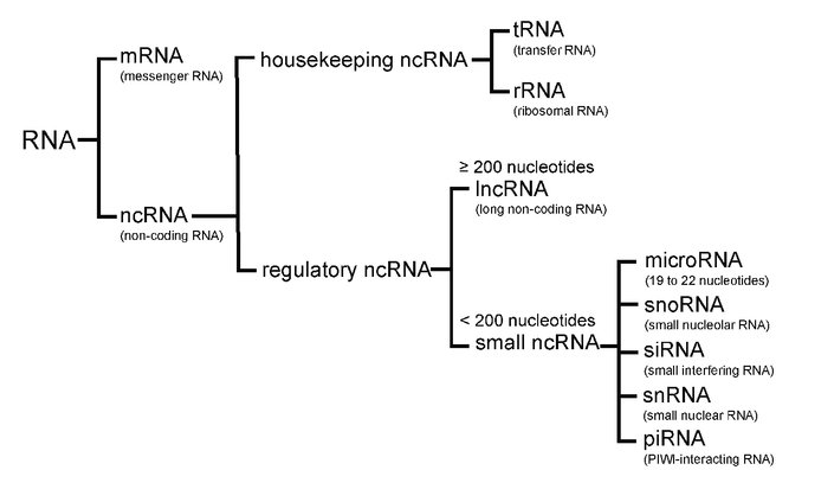 RNA
mRNA
(messenger RNA)
ncRNA
(non-coding RNA)
housekeeping ncRNA
tRNA
(transfer RNA)
rRNA
(ribosomal RNA)
regulatory ncRNA
≥ 200 nucleotides
lncRNA
(long non-coding RNA)
< 200 nucleotides
small ncRNA
microRNA
(19 to 22 nucleotides)
snoRNA
(small nucleolar RNA)
siRNA
(small interfering RNA)
snRNA
(small nuclear RNA)
piRNA
(PIWI-interacting RNA)